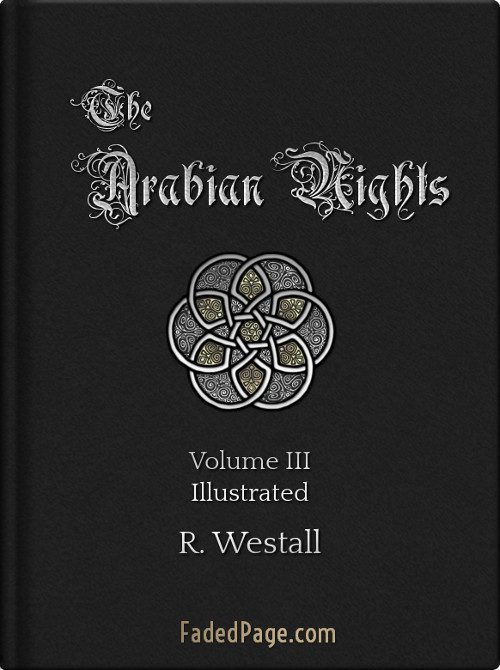 The
Arabian Nights
Volume III
Illustrated
R. Westall
FadedPage.com